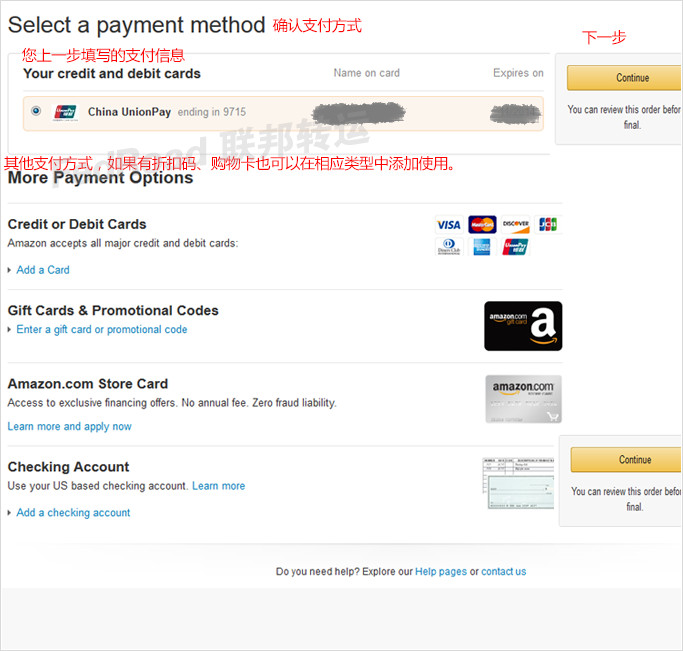 Select a payment method 确认支付方式
下一步
您上一步填写的支付信息
Your credit and debit cards Name on card Expires on
Continue
China UnionPay ending in 9715
You can review this order befo
final.
联邦转运
其他支付方式，如果有折扣码、购物卡也可以在相应类型中添加使用。
More Payment Options
Credit or Debit Cards
VISA MasterCard DISCOVER JCB
Amazon accepts all major credit and debit cards:
Diners Club UnionPay
Add a Card
Gift Cards & Promotional Codes
amazon.com a
gift card
Enter a gift card or promotional code
Amazon.com Store Card
amazon.com
Access to exclusive financing offers. No annual fee. Zero fraud liability.
Learn more and apply now
Checking Account
Continue
Use your US based checking account. Learn more
You can review this order befo
final.
Add a checking account
Do you need help? Explore our Help pages or contact us